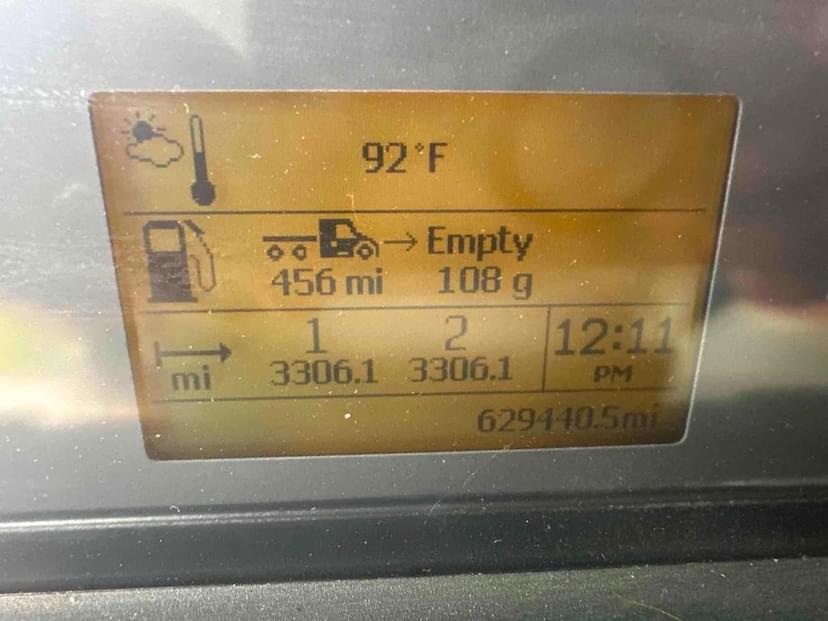 92°F
Empty
456 mi 108 g
1 2 12:11
mi 3306.1 3306.1 PM
629440.5mi